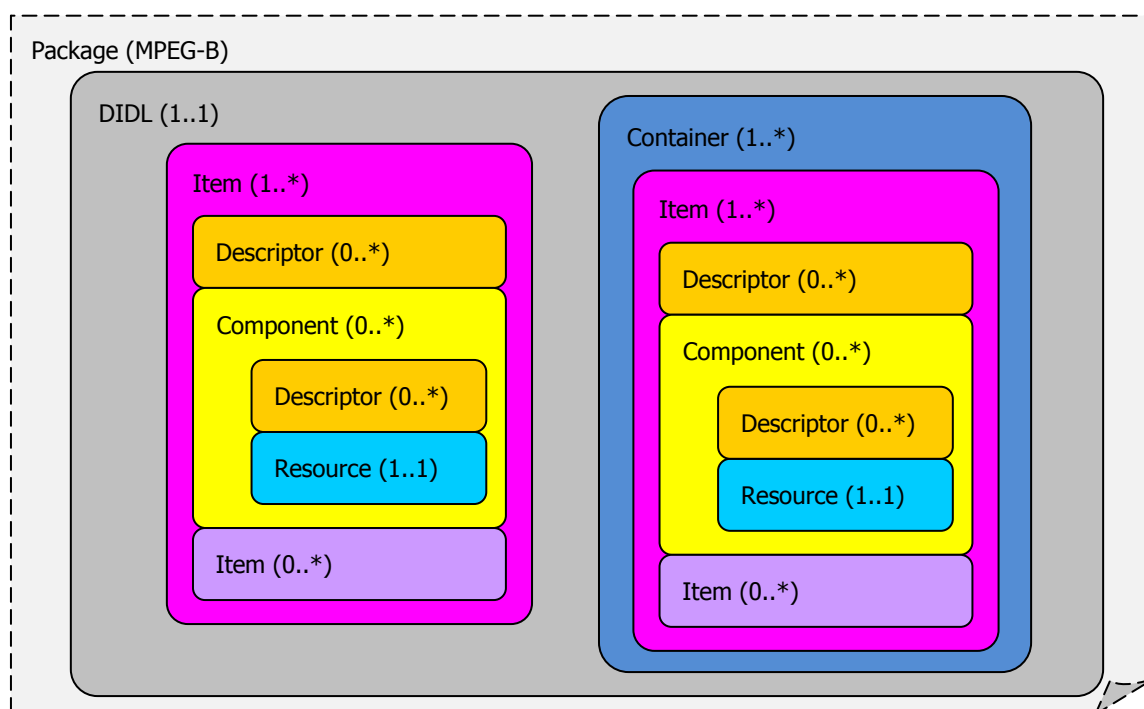 Package (MPEG-B)
DIDL (1..1)
Item (1..*)
Descriptor (0..*)
Component (0..*)
Descriptor (0..*)
Resource (1..1)
Item (0..*)
Container (1..*)
Item (1..*)
Descriptor (0..*)
Component (0..*)
Descriptor (0..*)
Resource (1..1)
Item (0..*)